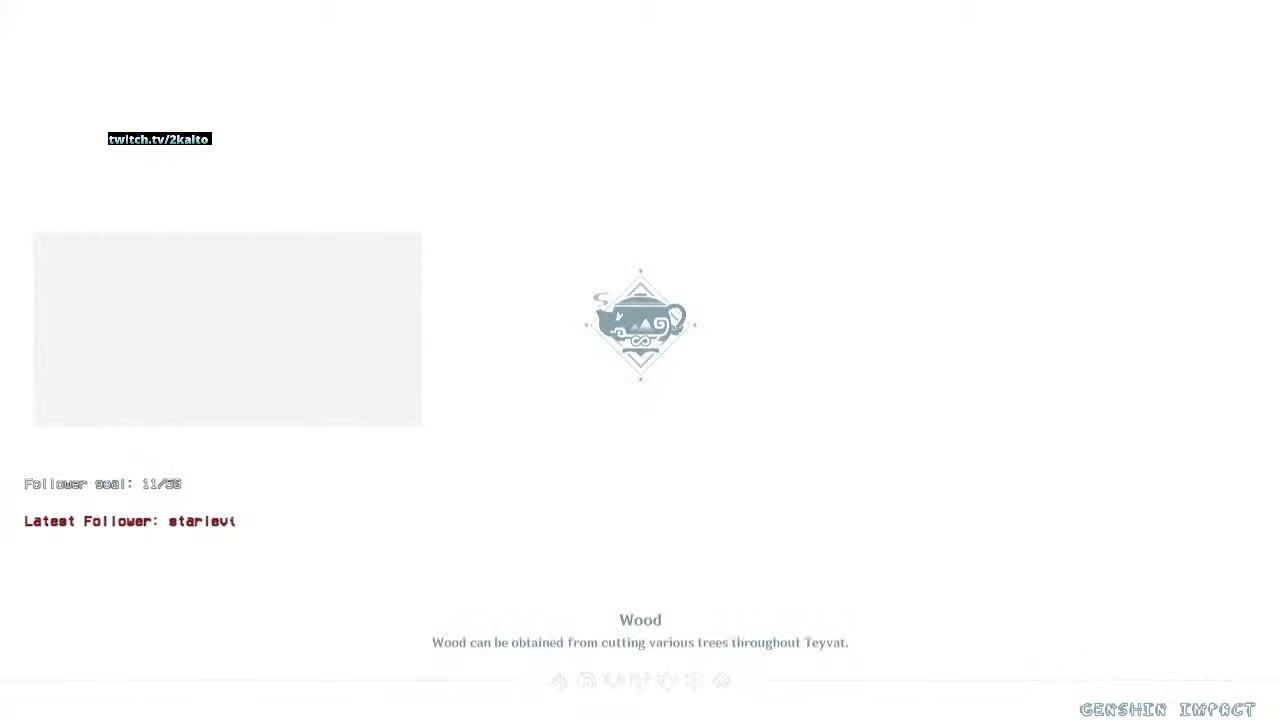 twitch.tv/2kaito
Follower goal: 11/50
Latest Follower: starlevi
Wood
Wood can be obtained from cutting various trees throughout Teyvat.
GENSHIN IMPACT